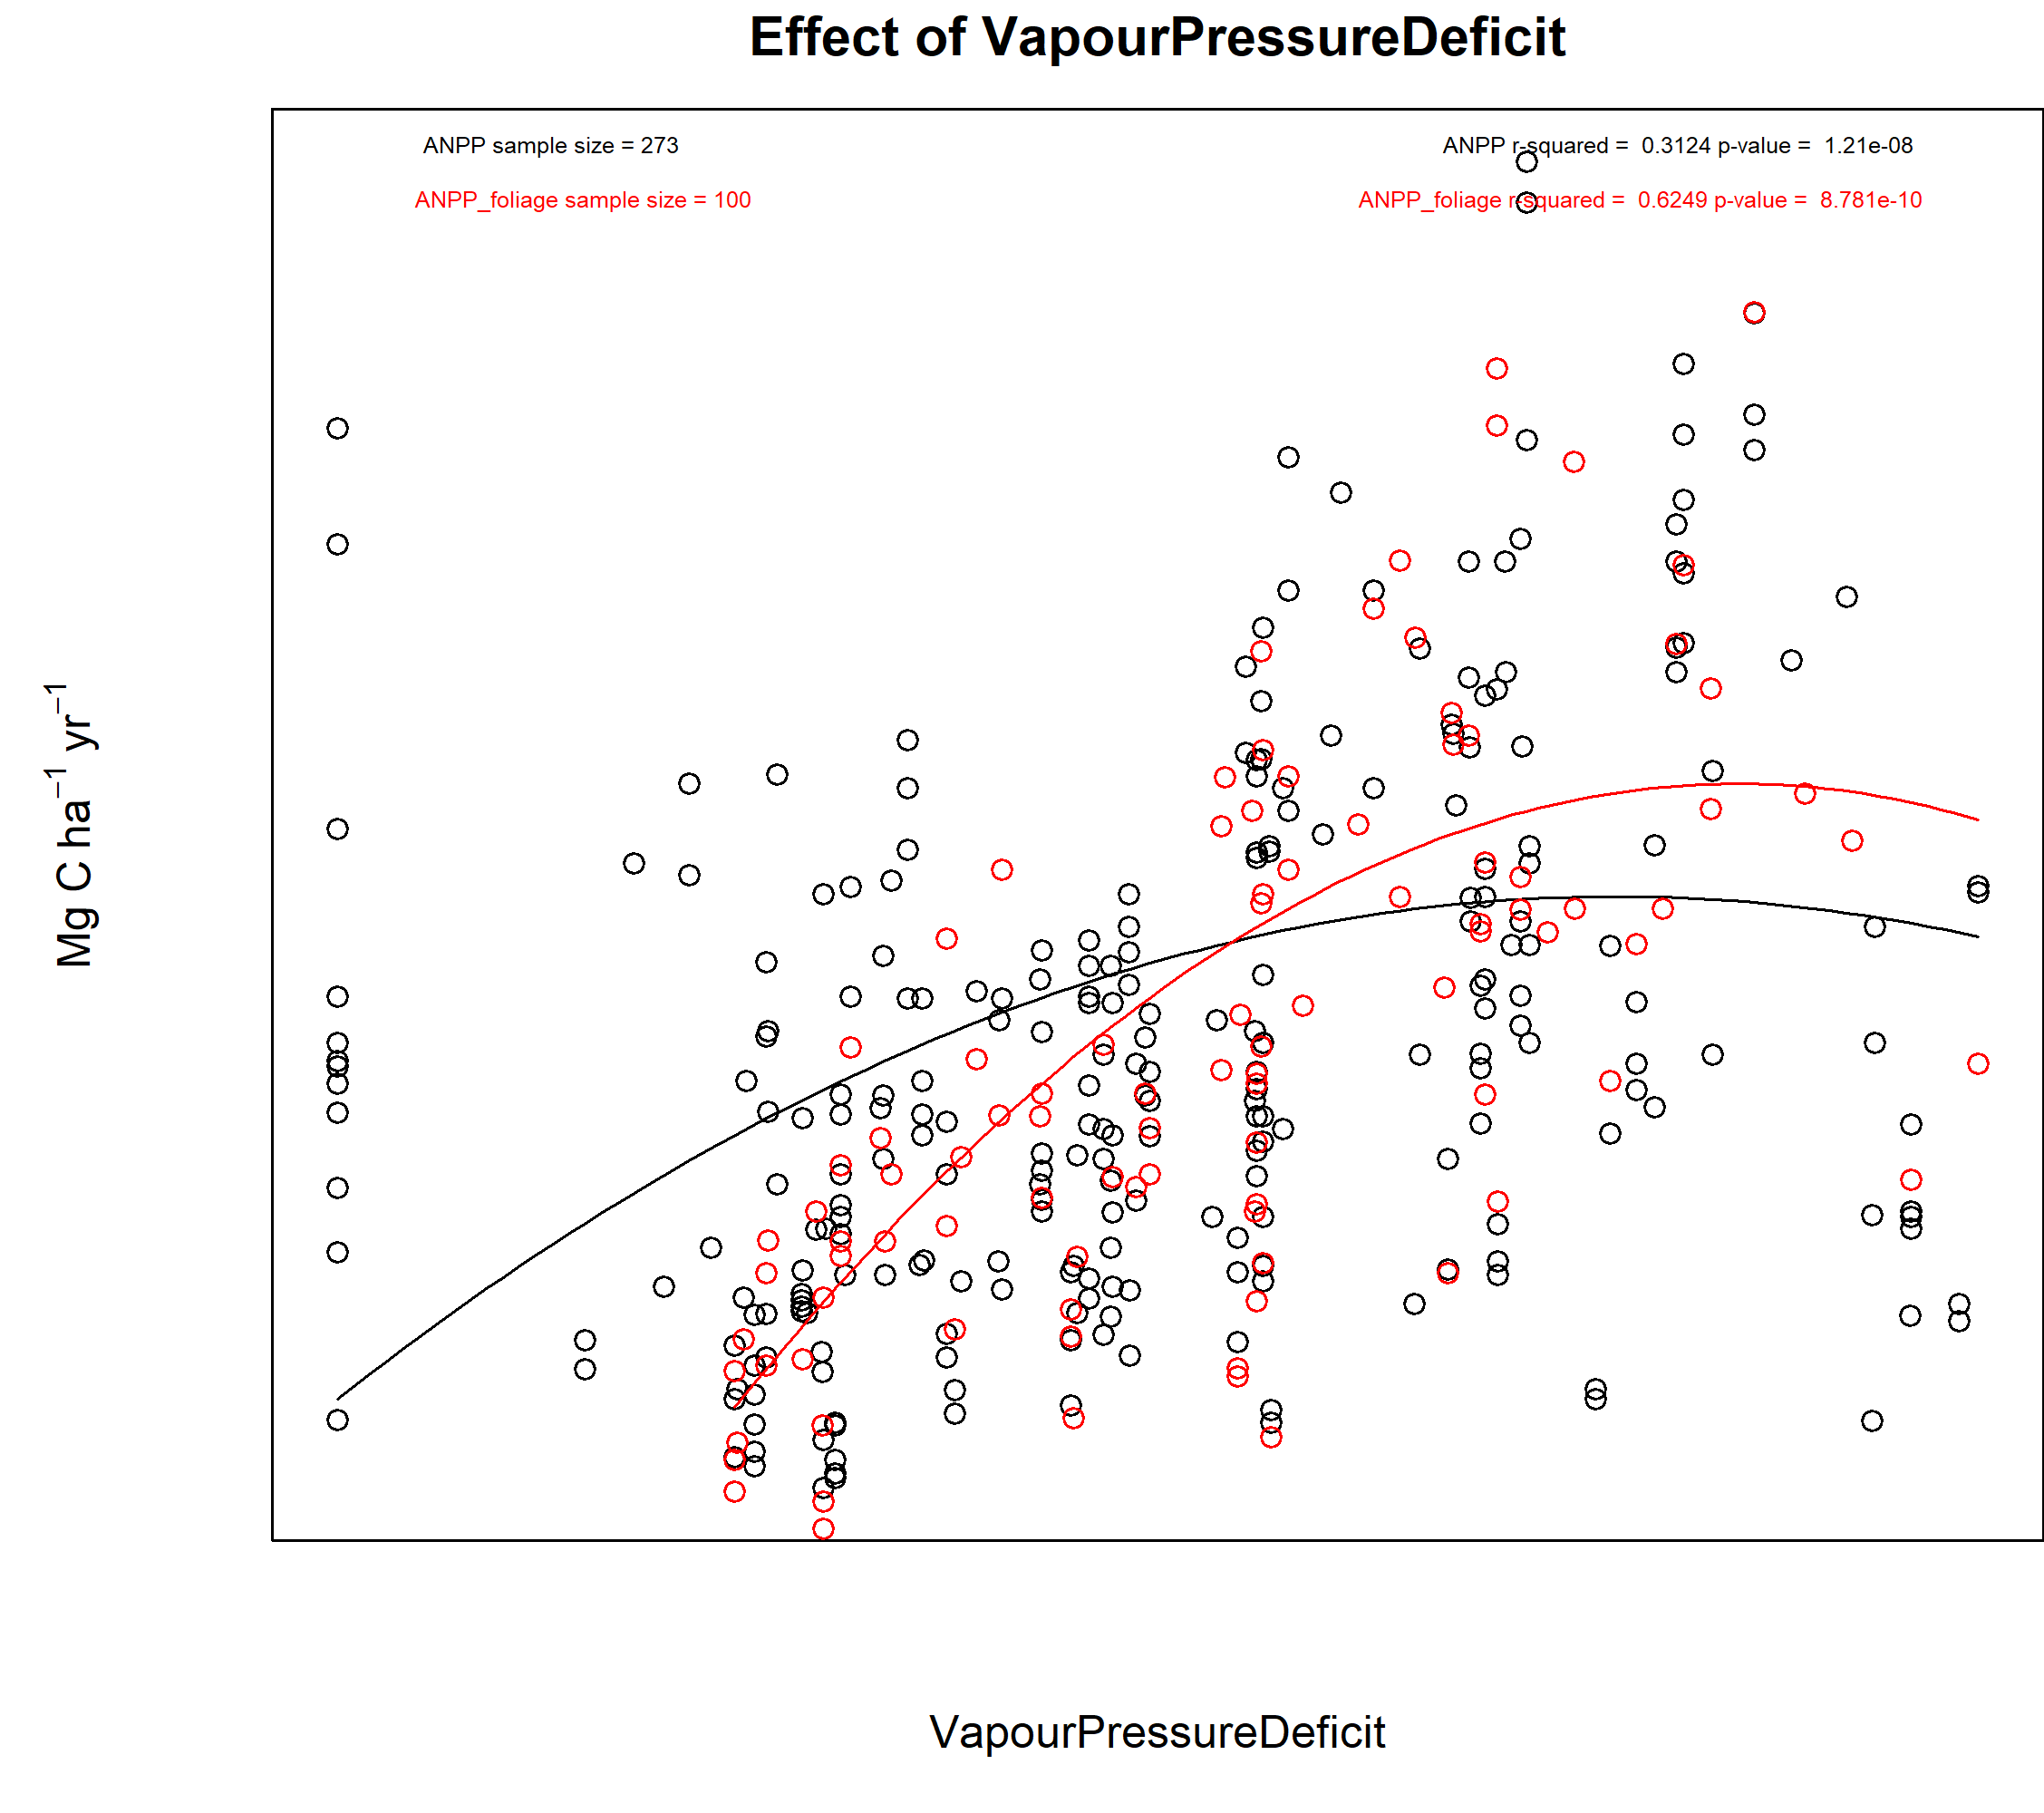 Effect of VapourPressureDeficit
ANPP sample size = 273
ANPP r-squared =  0.3124 p-value =  1.21e-08
ANPP_foliage sample size = 100
ANPP_foliage r-squared =  0.6249 p-value =  8.781e-10
Mg C ha⁻¹ yr⁻¹
VapourPressureDeficit